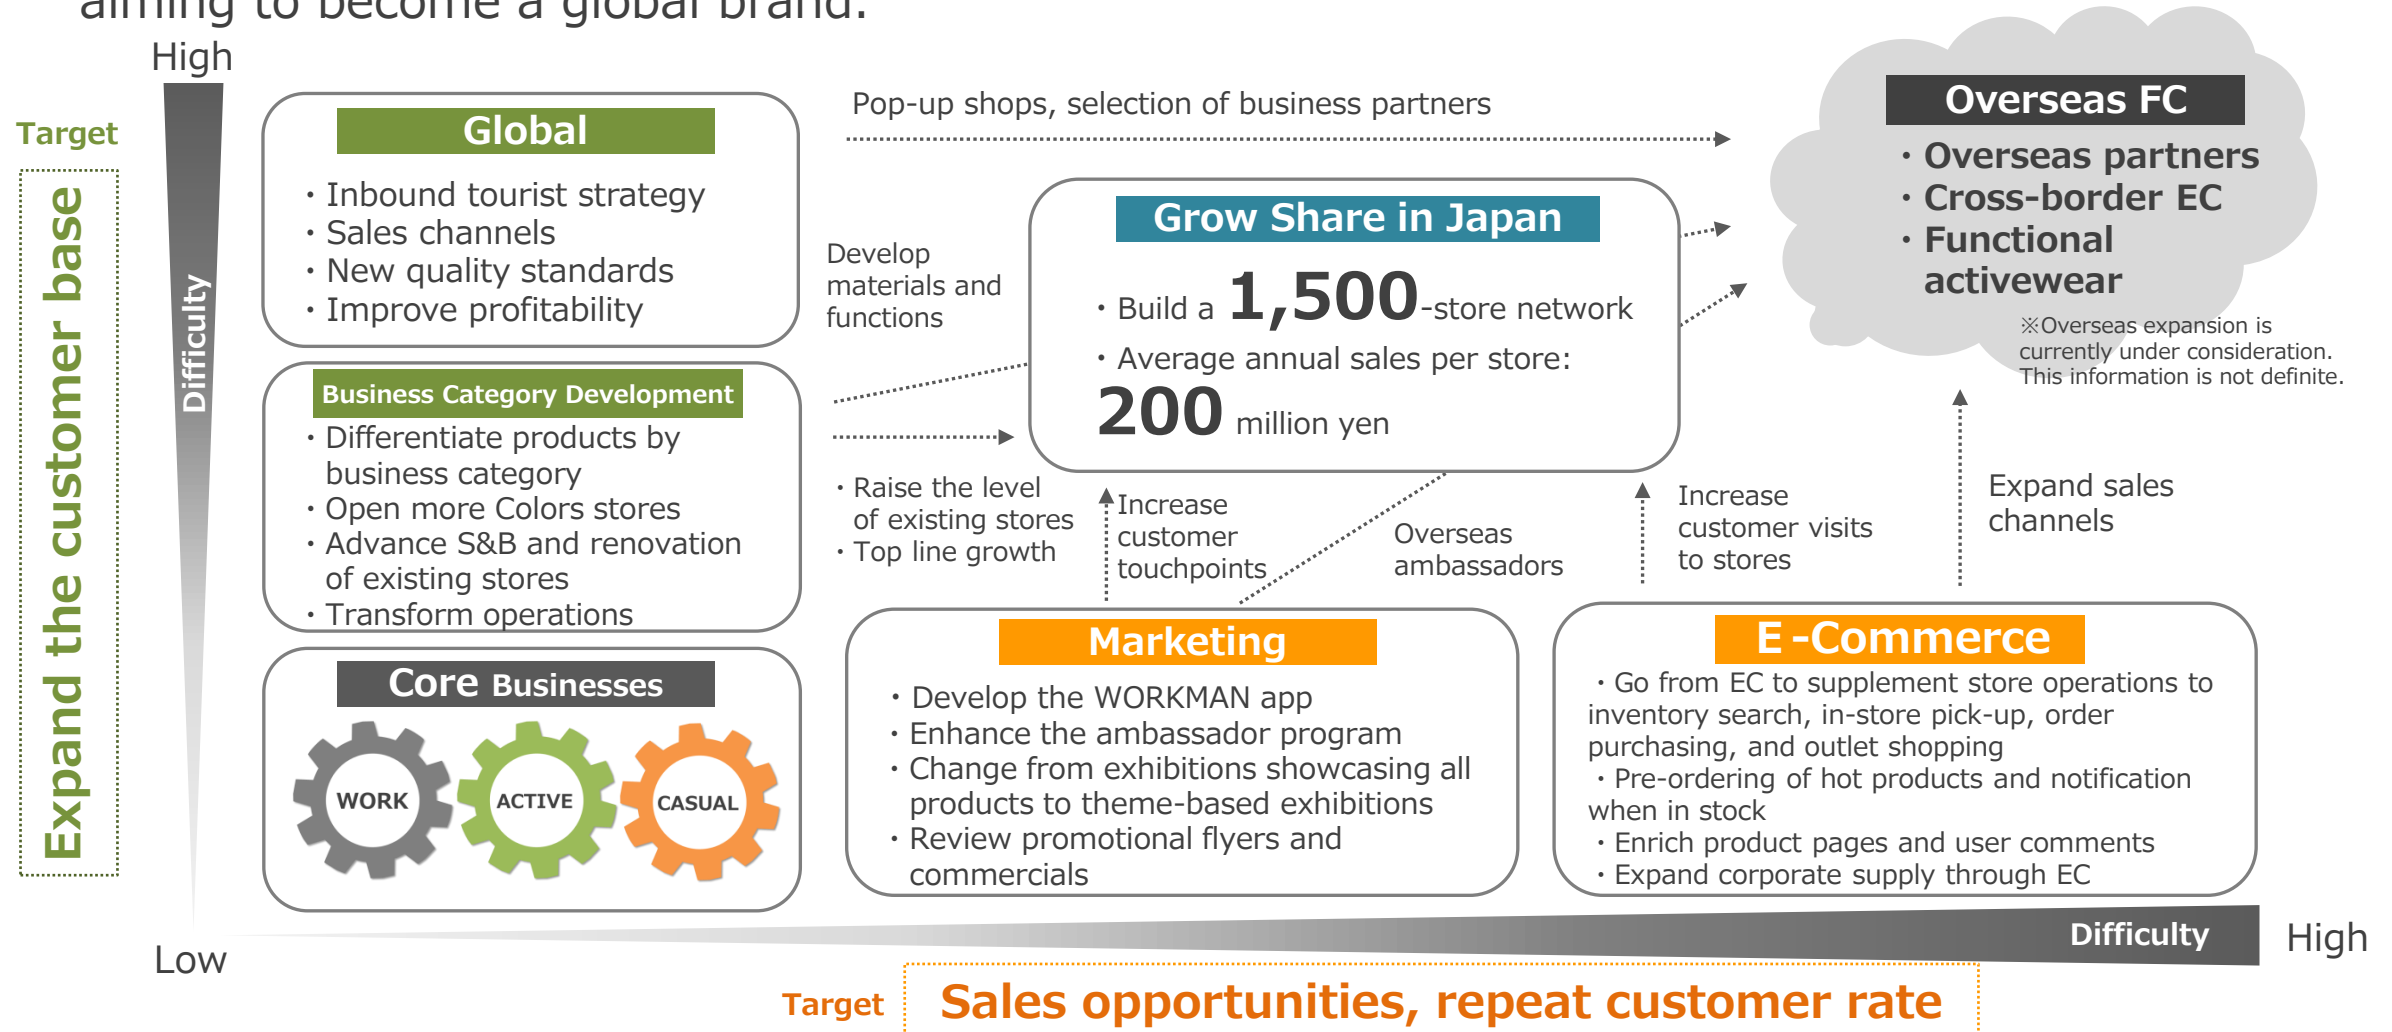 aiming to become a global brand.
High
Target
Expand the customer base
Difficulty
Global
・Inbound tourist strategy
・Sales channels
・New quality standards
・Improve profitability
Business Category Development
・Differentiate products by
business category
・Open more Colors stores
・Advance S&B and renovation
of existing stores
・Transform operations
Core Businesses
WORK
ACTIVE
CASUAL
Pop-up shops, selection of business partners
Develop
materials and
functions
Grow Share in Japan
・Build a 1,500-store network
・Average annual sales per store:
200 million yen
・Raise the level
of existing stores
・Top line growth
Increase
customer
touchpoints
Overseas
ambassadors
Increase
customer visits
to stores
Expand sales
channels
Overseas FC
・Overseas partners
・Cross-border EC
・Functional
activewear
※Overseas expansion is
currently under consideration.
This information is not definite.
Marketing
・Develop the WORKMAN app
・Enhance the ambassador program
・Change from exhibitions showcasing all
products to theme-based exhibitions
・Review promotional flyers and
commercials
E-Commerce
・Go from EC to supplement store operations to
inventory search, in-store pick-up, order
purchasing, and outlet shopping
・Pre-ordering of hot products and notification
when in stock
・Enrich product pages and user comments
・Expand corporate supply through EC
Low
Difficulty
High
Target
Sales opportunities, repeat customer rate